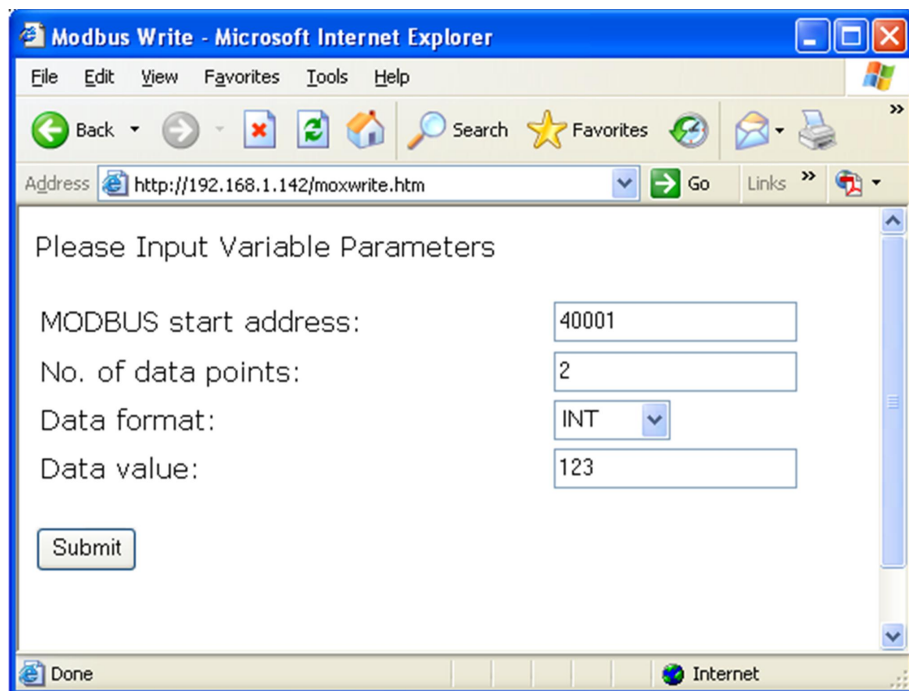 Modbus Write - Microsoft Internet Explorer
File Edit View Favorites Tools Help
Back Search Favorites »
Address http://192.168.1.142/moxwrite.htm Go Links »
Please Input Variable Parameters
MODBUS start address: 40001
No. of data points: 2
Data format: INT
Data value: 123
Submit
Done Internet